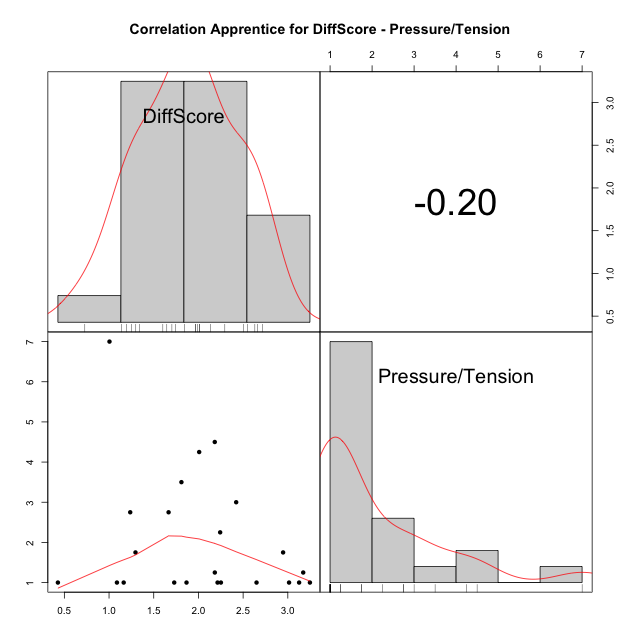 Correlation Apprentice for DiffScore - Pressure/Tension
1 2 3 4 5 6 7
DiffScore
-0.20
0.5 1.0 1.5 2.0 2.5 3.0
1 2 3 4 5 6 7
Pressure/Tension
0.5 1.0 1.5 2.0 2.5 3.0